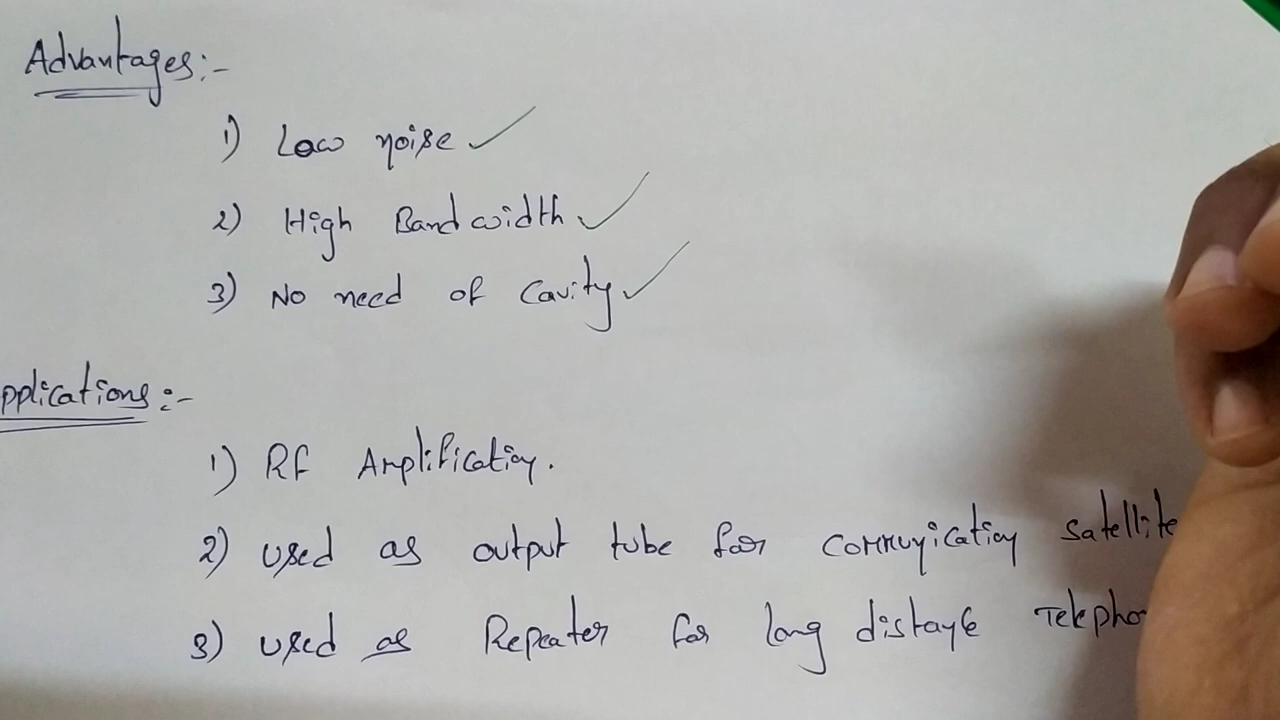 Advantages:-
1) Low noise ✓
2) High Bandwidth ✓
3) No need of Cavity ✓
pplications:-
1) RF Amplification.
2) used as output tube for communication satellite
3) used as Repeater for long distance Telepho